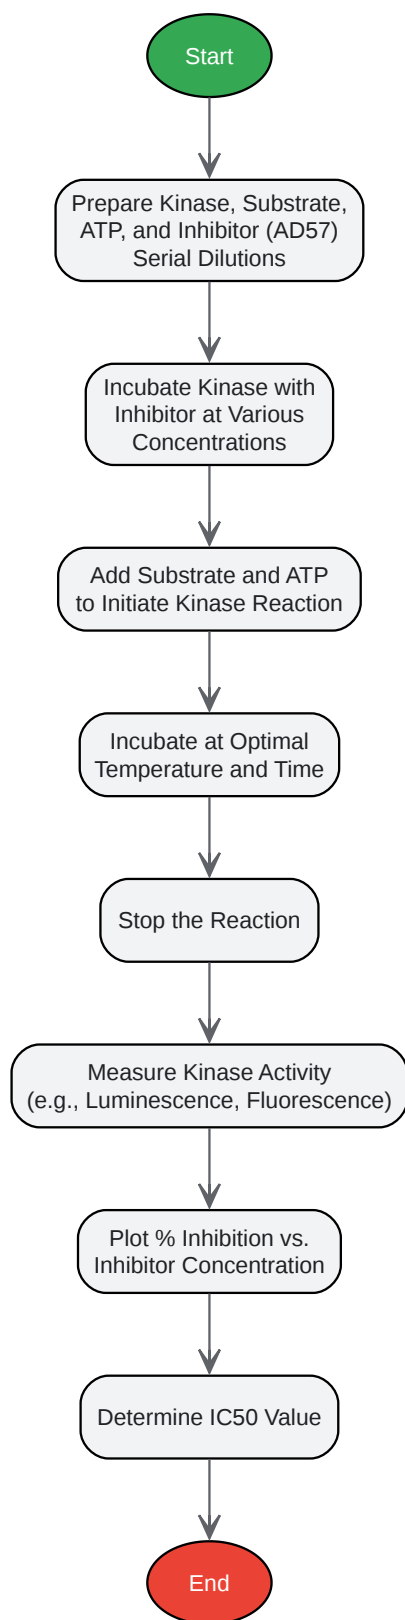 Start
Prepare Kinase, Substrate,
ATP, and Inhibitor (AD57)
Serial Dilutions
Incubate Kinase with
Inhibitor at Various
Concentrations
Add Substrate and ATP
to Initiate Kinase Reaction
Incubate at Optimal
Temperature and Time
Stop the Reaction
Measure Kinase Activity
(e.g., Luminescence, Fluorescence)
Plot % Inhibition vs.
Inhibitor Concentration
Determine IC50 Value
End